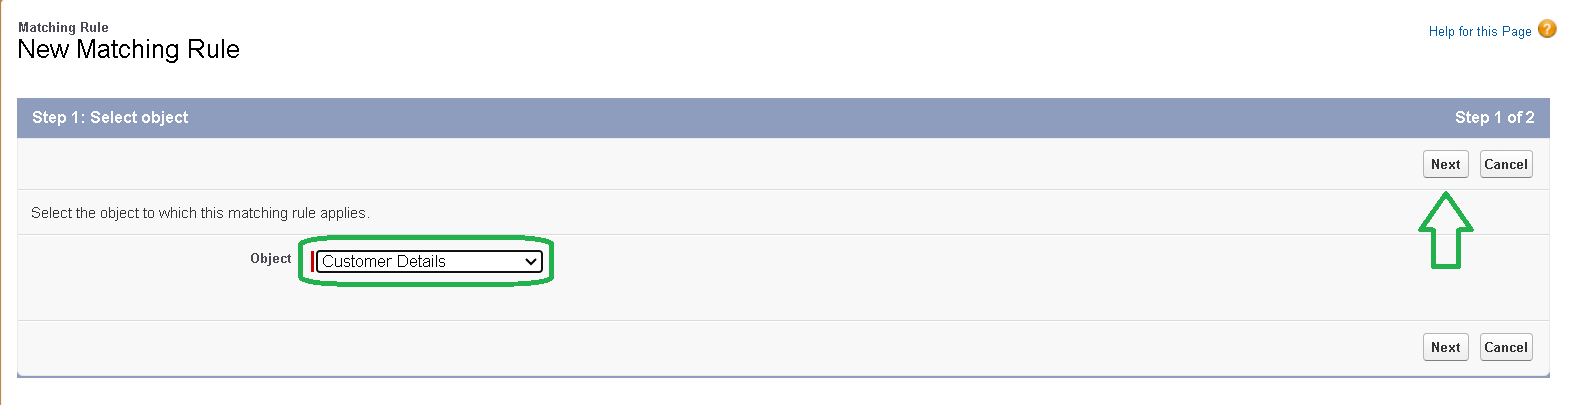 Matching Rule
New Matching Rule
Help for this Page ?
Step 1: Select object
Step 1 of 2
Next Cancel
Select the object to which this matching rule applies.
Object Customer Details
Next Cancel